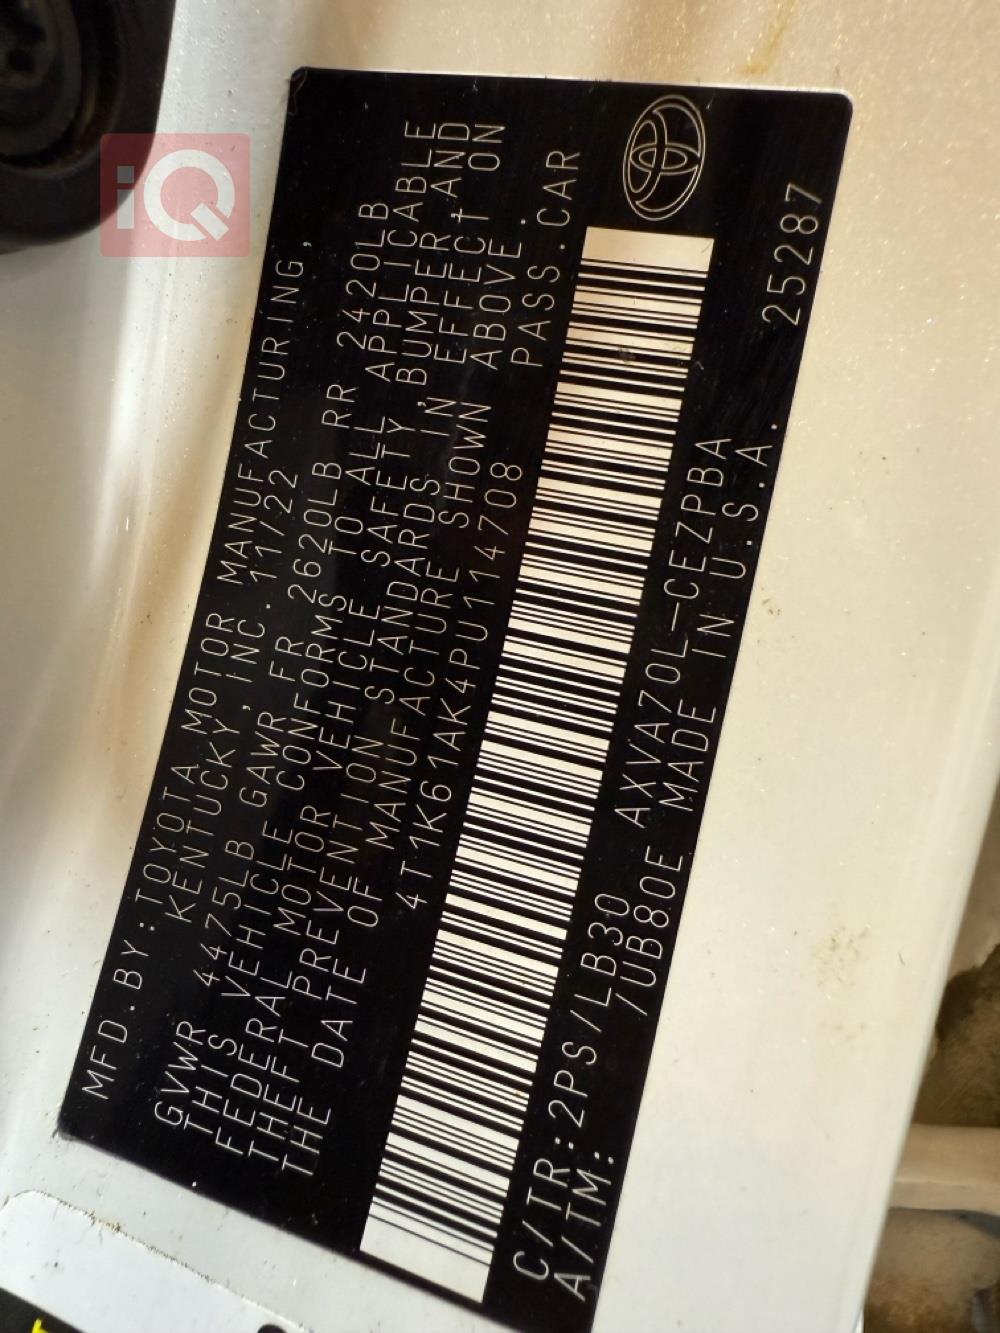 iQ
MFD.BY:TOYOTA MOTOR MANUFACTURING,
KENTUCKY, INC. 11/22
GVWR 4475LB GAWR FR 2620LB RR 2420LB
THIS VEHICLE CONFORMS TO ALL APPLICABLE
FEDERAL MOTOR VEHICLE SAFETY, BUMPER AND
THEFT PREVENTION STANDARDS IN EFFECT ON
THE DATE OF MANUFACTURE SHOWN ABOVE.
4T1K61AK4PU114708 PASS.CAR
C/TR:2PS/LB30 AXVA70L-CEZPBA 25287
A/TM: /UB80E MADE IN U.S.A.